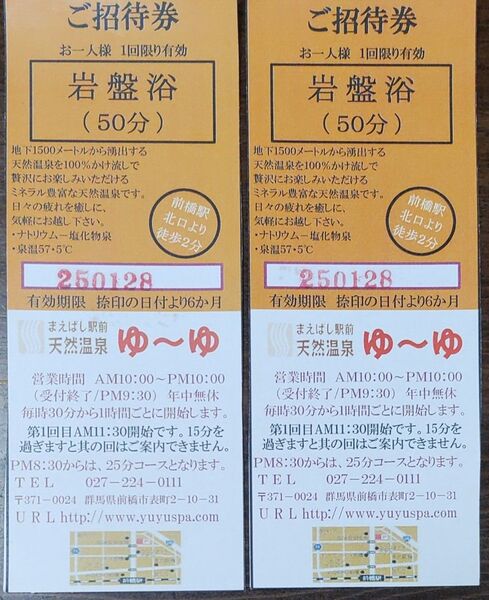 ご招待券
お一人様 1回限り有効
岩盤浴
(50分)
地下1500メートルから湧出する
天然温泉を100%かけ流しで
贅沢にお楽しみいただける
ミネラル豊富な天然温泉です。
日々の疲れを癒しに、
気軽にお越し下さい。
・ナトリウムー塩化物泉
・泉温57・5℃
前橋駅
北口より
徒歩2分
250128
有効期限 捺印の日付より6か月
まえばし駅前
天然温泉 ゆ〜ゆ
営業時間 AM10:00〜PM10:00
(受付終了/PM9:30) 年中無休
毎時30分から1時間ごとに開始します。
第1回目AM11:30開始です。15分を
過ぎますと其の回はご案内できません。
PM8:30からは、25分コースとなります。
TEL 027-224-0111
〒371-0024 群馬県前橋市表町2-10-31
URL http://www.yuyuspa.com
前橋駅
ご招待券
お一人様 1回限り有効
岩盤浴
(50分)
地下1500メートルから湧出する
天然温泉を100%かけ流しで
贅沢にお楽しみいただける
ミネラル豊富な天然温泉です。
日々の疲れを癒しに、
気軽にお越し下さい。
・ナトリウムー塩化物泉
・泉温57・5℃
前橋駅
北口より
徒歩2分
250128
有効期限 捺印の日付より6か月
まえばし駅前
天然温泉 ゆ〜ゆ
営業時間 AM10:00〜PM10:00
(受付終了/PM9:30) 年中無休
毎時30分から1時間ごとに開始します。
第1回目AM11:30開始です。15分を
過ぎますと其の回はご案内できません。
PM8:30からは、25分コースとなります。
TEL 027-224-0111
〒371-0024 群馬県前橋市表町2-10-31
URL http://www.yuyuspa.com
前橋駅